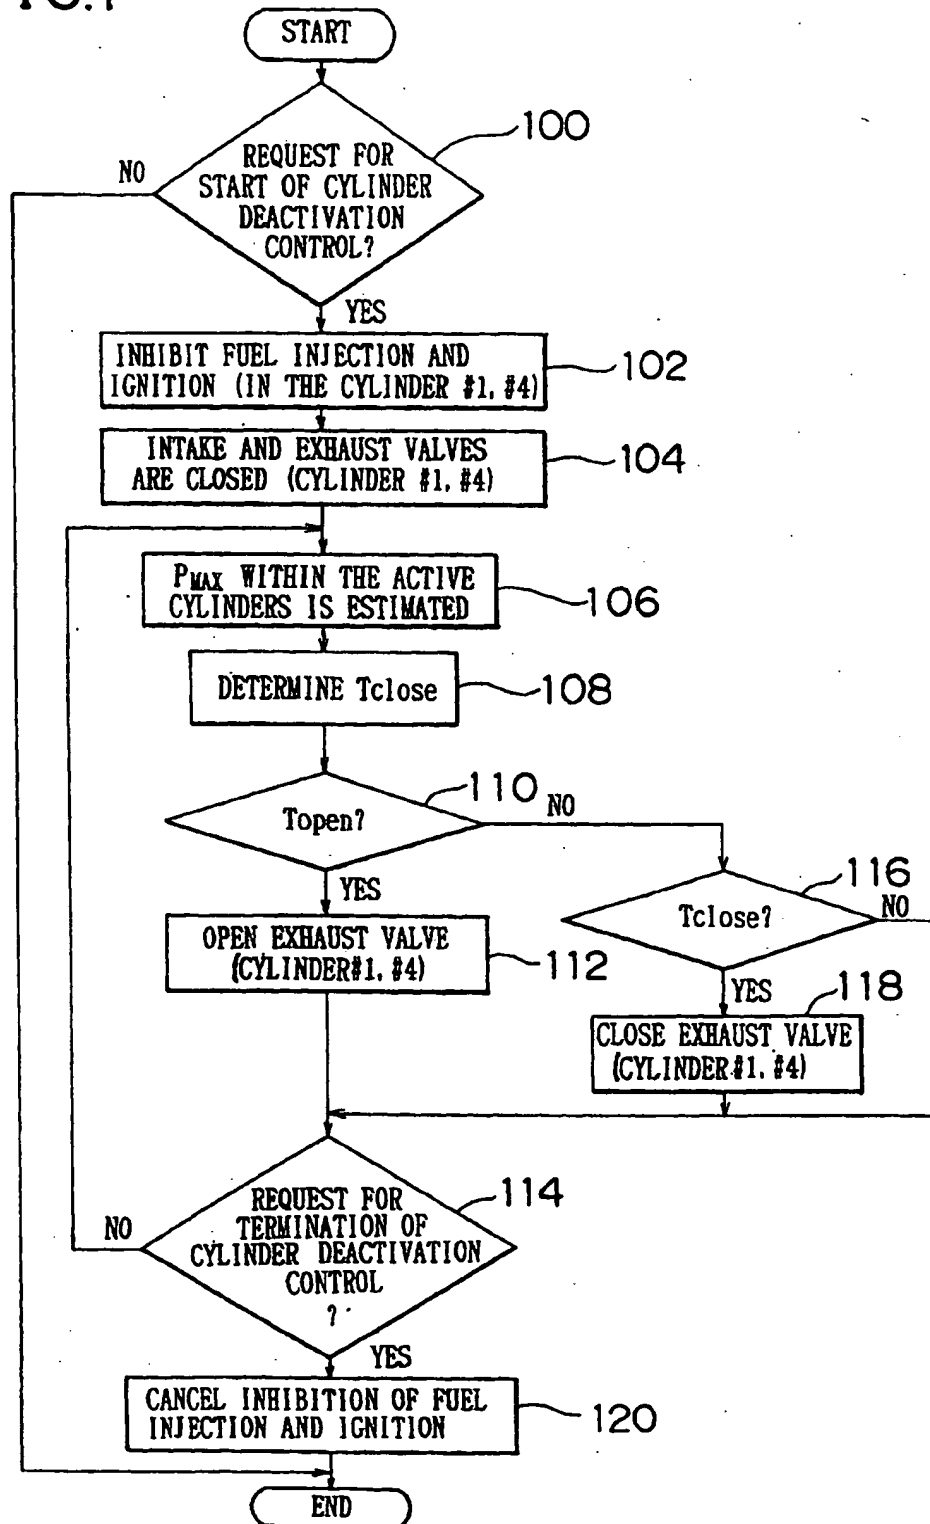 START
100
NO
REQUEST FOR
START OF CYLINDER
DEACTIVATION
CONTROL?
YES
INHIBIT FUEL INJECTION AND
IGNITION (IN THE CYLINDER #1, #4)
102
INTAKE AND EXHAUST VALVES
ARE CLOSED (CYLINDER #1, #4)
104
PMAX WITHIN THE ACTIVE
CYLINDERS IS ESTIMATED
106
DETERMINE Tclose
108
110
Topen?
NO
YES
116
Tclose?
NO
OPEN EXHAUST VALVE
(CYLINDER#1, #4)
112
YES
118
CLOSE EXHAUST VALVE
(CYLINDER#1, #4)
114
REQUEST FOR
TERMINATION OF
CYLINDER DEACTIVATION
CONTROL
?
NO
YES
CANCEL INHIBITION OF FUEL
INJECTION AND IGNITION
120
END